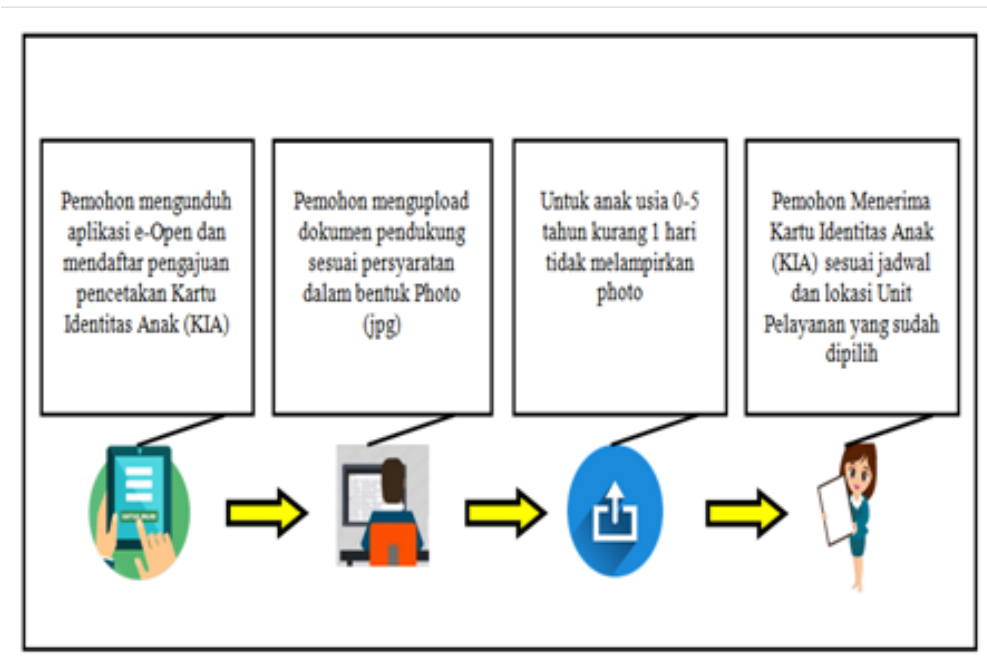 Pemohon mengunduh
aplikasi e-Open dan
mendaftar pengajuan
pencetakan Kartu
Identitas Anak (KIA)
Pemohon mengupload
dokumen pendukung
sesuai persyaratan
dalam bentuk Photo
(jpg)
Untuk anak usia 0-5
tahun kurang 1 hari
tidak melampirkan
photo
Pemohon Menerima
Kartu Identitas Anak
(KIA) sesuai jadwal
dan lokasi Unit
Pelayanan yang sudah
dipilih